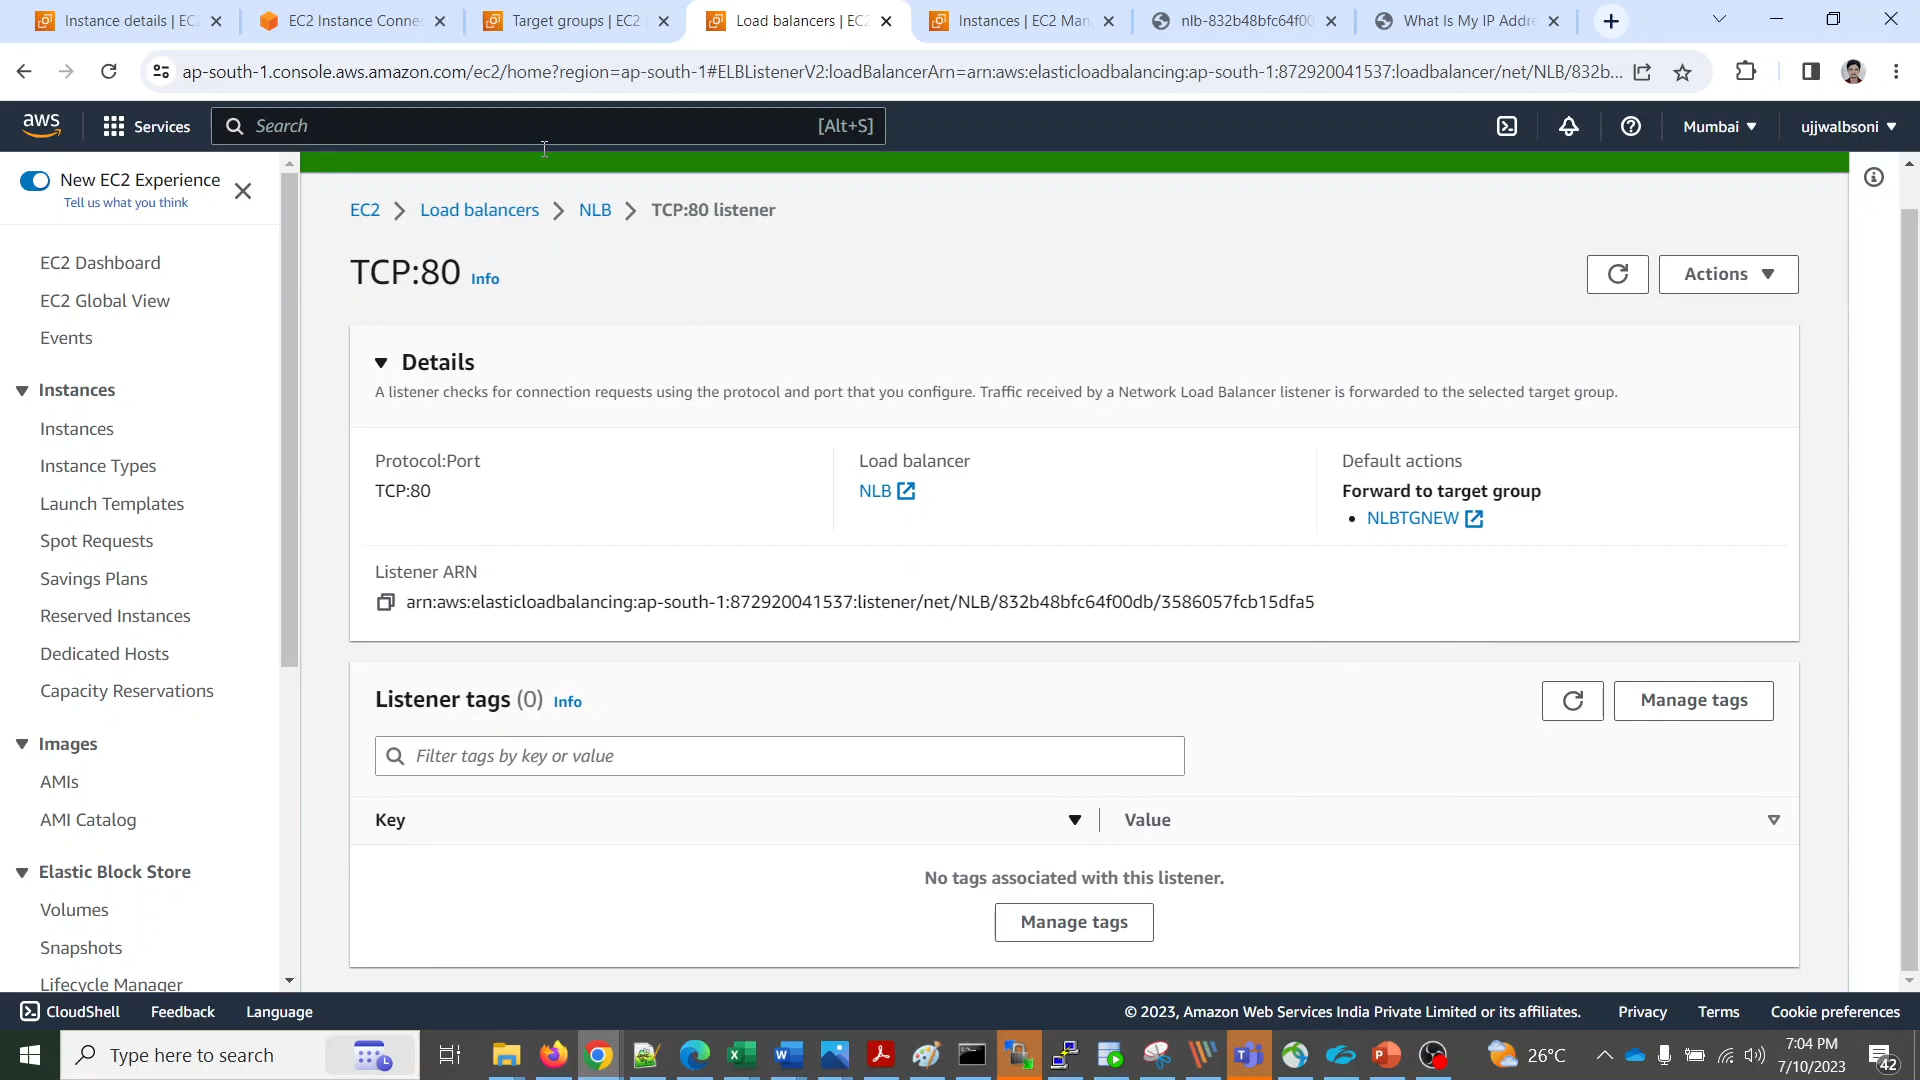 Instance details | EC
EC2 Instance Conne
Target groups | EC2
Load balancers | EC2
Instances | EC2 Man
nlb-832b48bfc64f00
What Is My IP Addre
ap-south-1.console.aws.amazon.com/ec2/home?region=ap-south-1#ELBListenerV2:loadBalancerArn=arn:aws:elasticloadbalancing:ap-south-1:872920041537:loadbalancer/net/NLB/832b...
aws
Services
Search
[Alt+S]
Mumbai
ujjwalbsoni
New EC2 Experience
Tell us what you think
EC2 Dashboard
EC2 Global View
Events
Instances
Instances
Instance Types
Launch Templates
Spot Requests
Savings Plans
Reserved Instances
Dedicated Hosts
Capacity Reservations
Images
AMIs
AMI Catalog
Elastic Block Store
Volumes
Snapshots
Lifecycle Manager
EC2
Load balancers
NLB
TCP:80 listener
TCP:80 Info
Actions
Details
A listener checks for connection requests using the protocol and port that you configure. Traffic received by a Network Load Balancer listener is forwarded to the selected target group.
Protocol:Port
TCP:80
Load balancer
NLB
Default actions
Forward to target group
• NLBTGNEW
Listener ARN
arn:aws:elasticloadbalancing:ap-south-1:872920041537:listener/net/NLB/832b48bfc64f00db/3586057fcb15dfa5
Listener tags (0) Info
Manage tags
Filter tags by key or value
Key
Value
No tags associated with this listener.
Manage tags
CloudShell
Feedback
Language
© 2023, Amazon Web Services India Private Limited or its affiliates.
Privacy
Terms
Cookie preferences
Type here to search
26°C
7:04 PM
7/10/2023
42